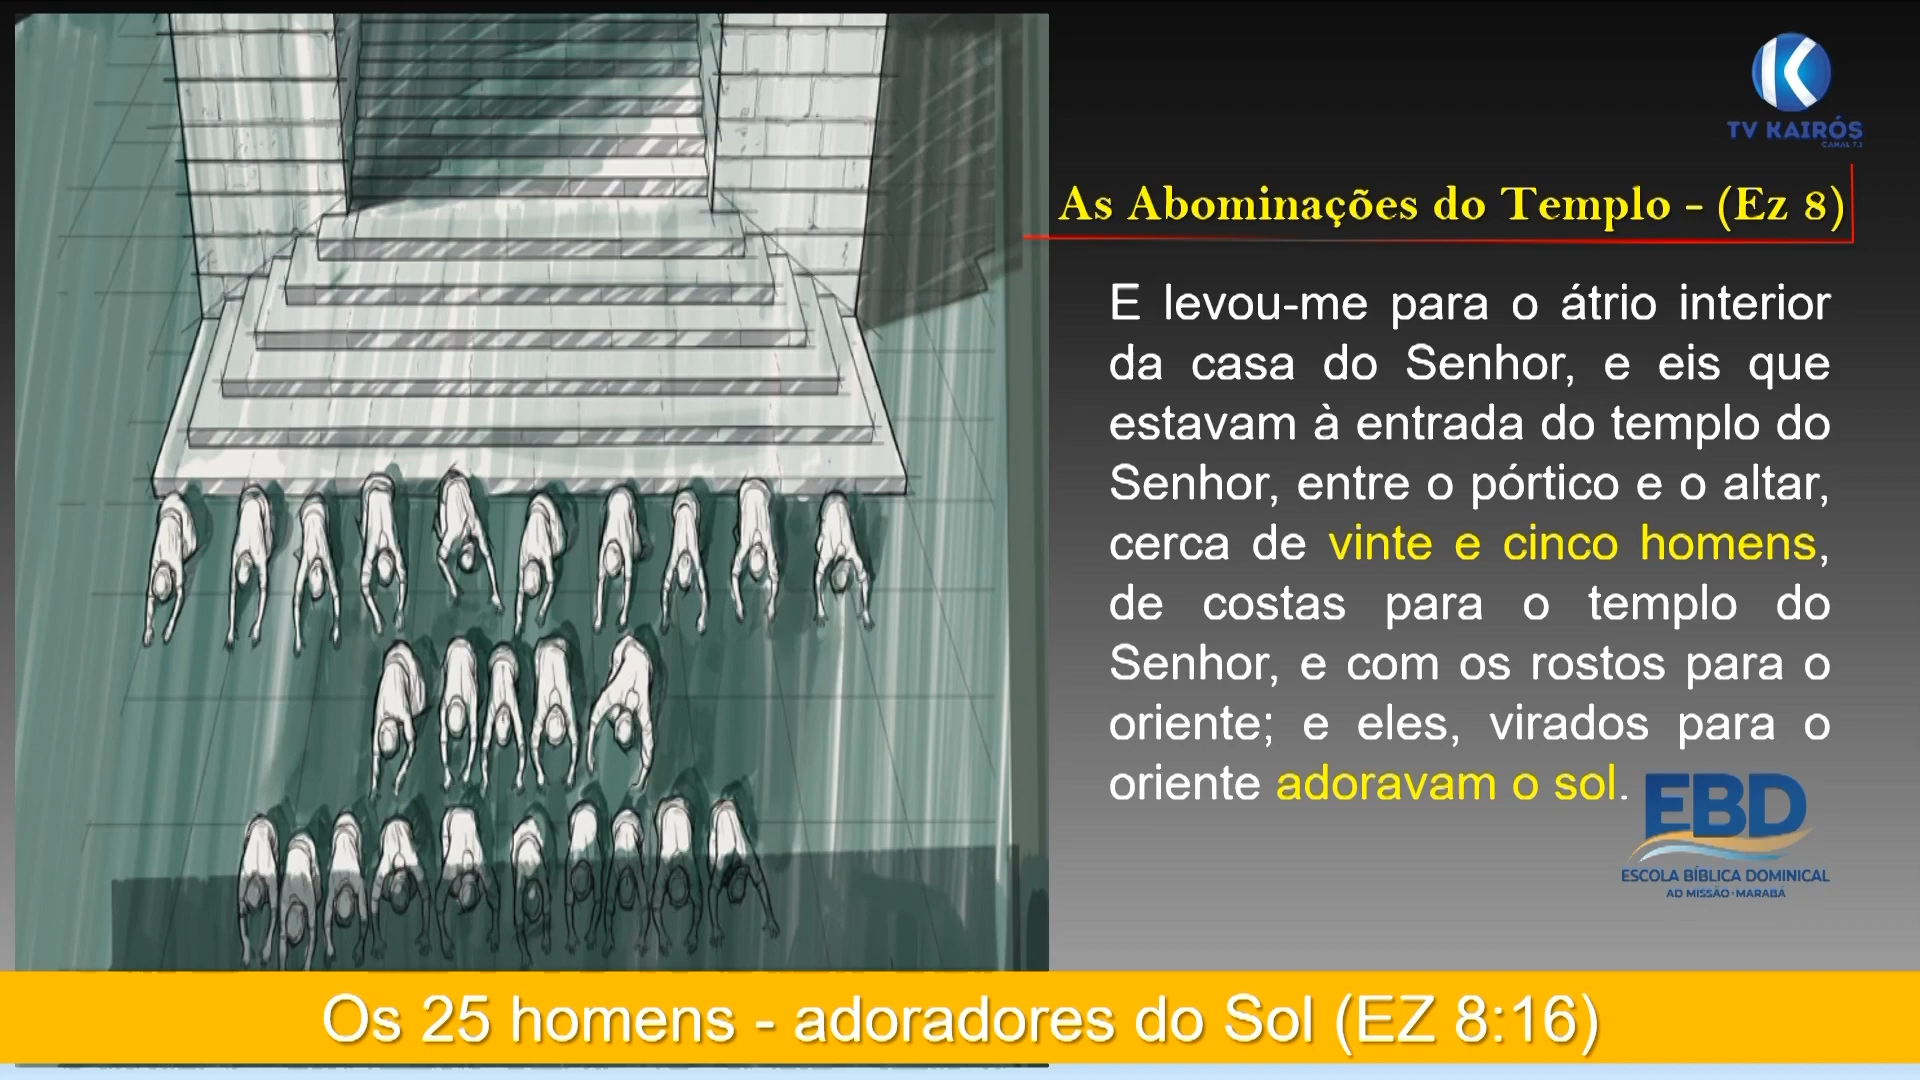 TV KAIRÓS
CANAL 7.1
As Abominações do Templo - (Ez 8)
E levou-me para o átrio interior
da casa do Senhor, e eis que
estavam à entrada do templo do
Senhor, entre o pórtico e o altar,
cerca de vinte e cinco homens,
de costas para o templo do
Senhor, e com os rostos para o
oriente; e eles, virados para o
oriente adoravam o sol.
EBD
ESCOLA BÍBLICA DOMINICAL
AD MISSÃO - MARABÁ
Os 25 homens - adoradores do Sol (EZ 8:16)